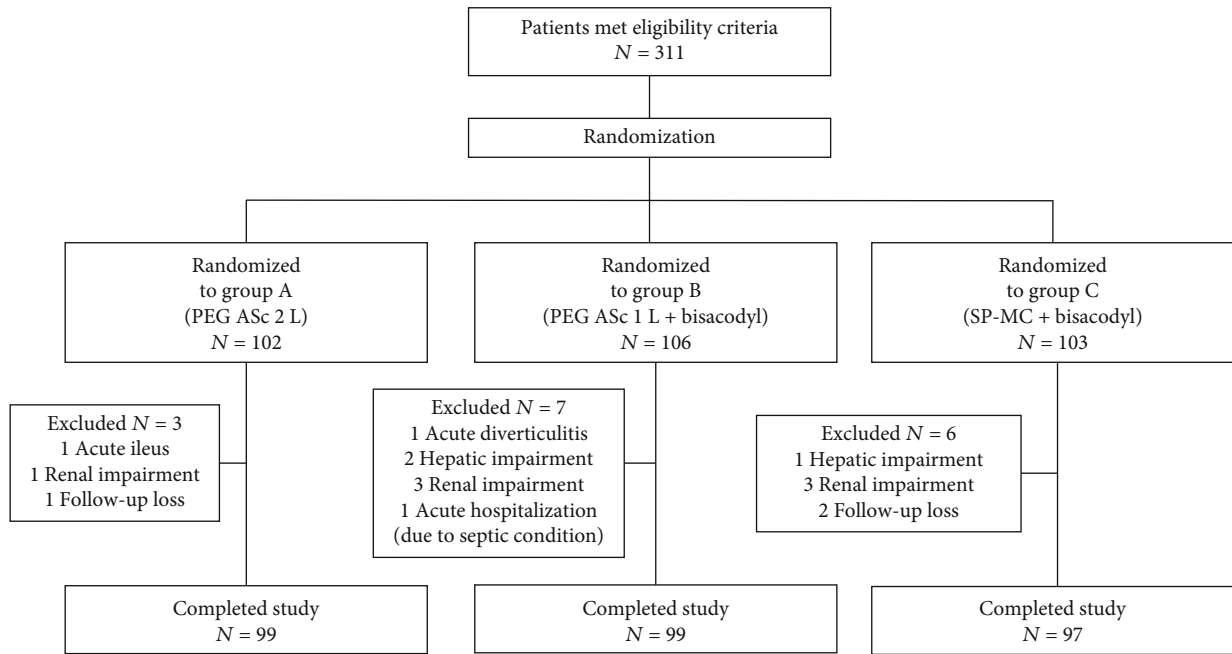 Patients met eligibility criteria
N = 311
Randomization
Randomized
to group A
(PEG ASc 2 L)
N = 102
Randomized
to group B
(PEG ASc 1 L + bisacodyl)
N = 106
Randomized
to group C
(SP-MC + bisacodyl)
N = 103
Excluded N = 3
1 Acute ileus
1 Renal impairment
1 Follow-up loss
Excluded N = 7
1 Acute diverticulitis
2 Hepatic impairment
3 Renal impairment
1 Acute hospitalization
(due to septic condition)
Excluded N = 6
1 Hepatic impairment
3 Renal impairment
2 Follow-up loss
Completed study
N = 99
Completed study
N = 99
Completed study
N = 97